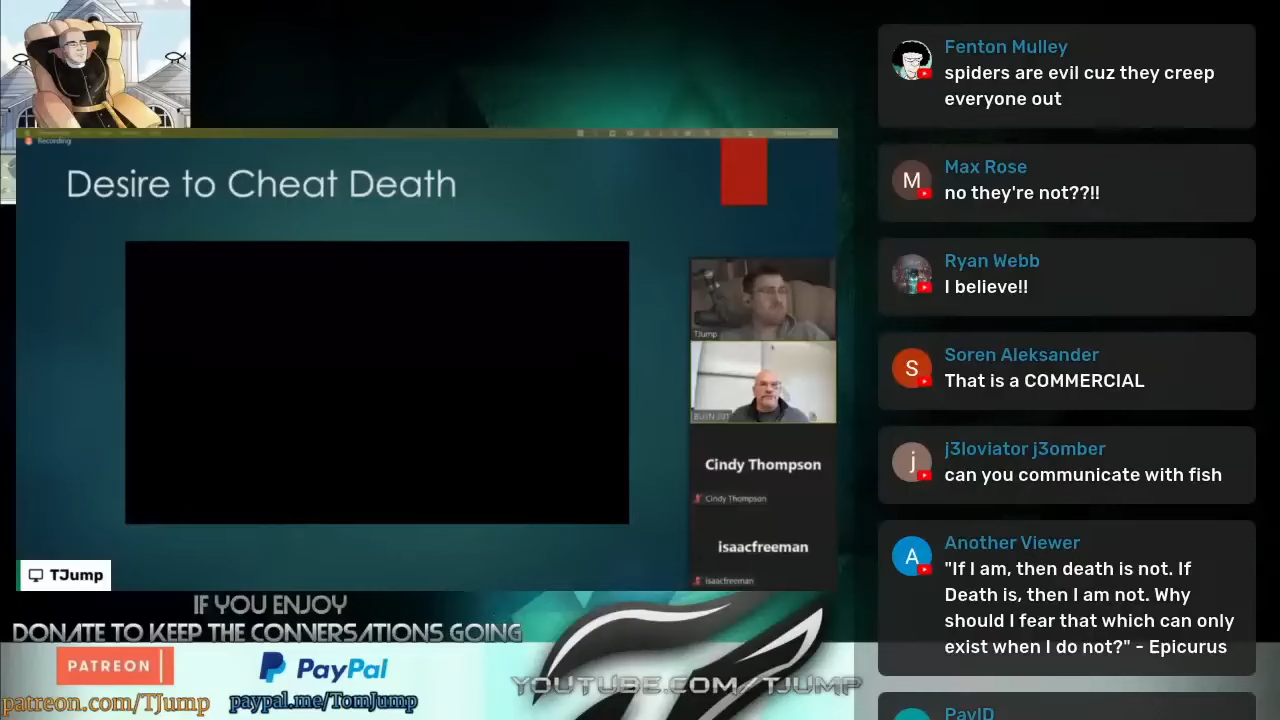 Recording
Desire to Cheat Death
TJump
Cindy Thompson
Cindy Thompson
isaacfreeman
isaacfreeman
TJump
IF YOU ENJOY
DONATE TO KEEP THE CONVERSATIONS GOING
PATREON
PayPal
patreon.com/TJump
paypal.me/TomJump
YOUTUBE.COM/TJUMP
Fenton Mulley
spiders are evil cuz they creep
everyone out
M
Max Rose
no they're not??!!
Ryan Webb
I believe!!
S
Soren Aleksander
That is a COMMERCIAL
j
j3loviator j3omber
can you communicate with fish
A
Another Viewer
"If I am, then death is not. If
Death is, then I am not. Why
should I fear that which can only
exist when I do not?" - Epicurus
PayID